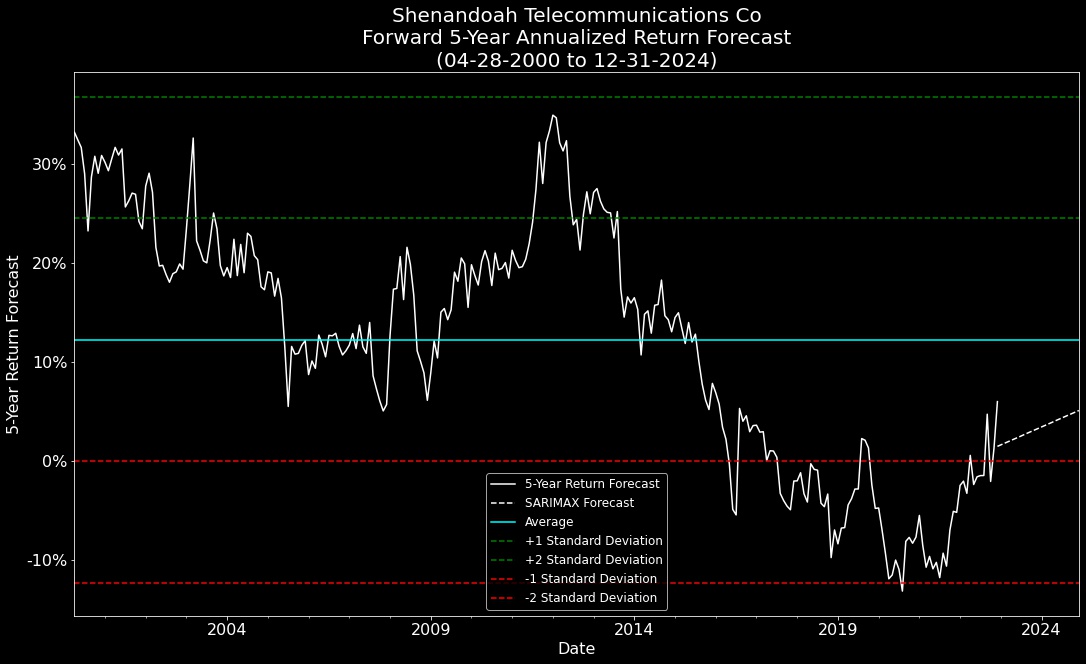 Shenandoah Telecommunications Co
Forward 5-Year Annualized Return Forecast
(04-28-2000 to 12-31-2024)
5-Year Return Forecast
30%
20%
10%
0%
-10%
5-Year Return Forecast
SARIMAX Forecast
Average
+1 Standard Deviation
+2 Standard Deviation
-1 Standard Deviation
-2 Standard Deviation
2004
2009
2014
2019
2024
Date